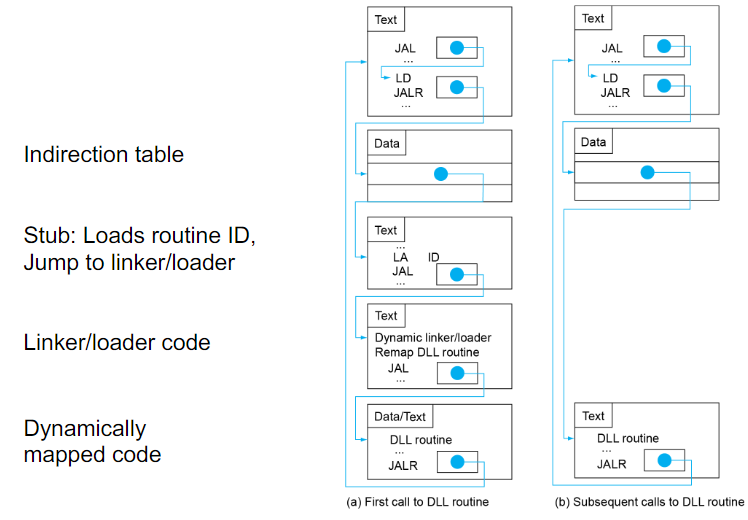 Indirection table
Stub: Loads routine ID,
Jump to linker/loader
Linker/loader code
Dynamically
mapped code
Text
JAL
...
LD
JALR
...
Data
Text
...
LA ID
JAL
...
Text
Dynamic linker/loader
Remap DLL routine
JAL
...
Data/Text
DLL routine
...
JALR
(a) First call to DLL routine
Text
JAL
...
LD
JALR
...
Data
Text
DLL routine
...
JALR
(b) Subsequent calls to DLL routine